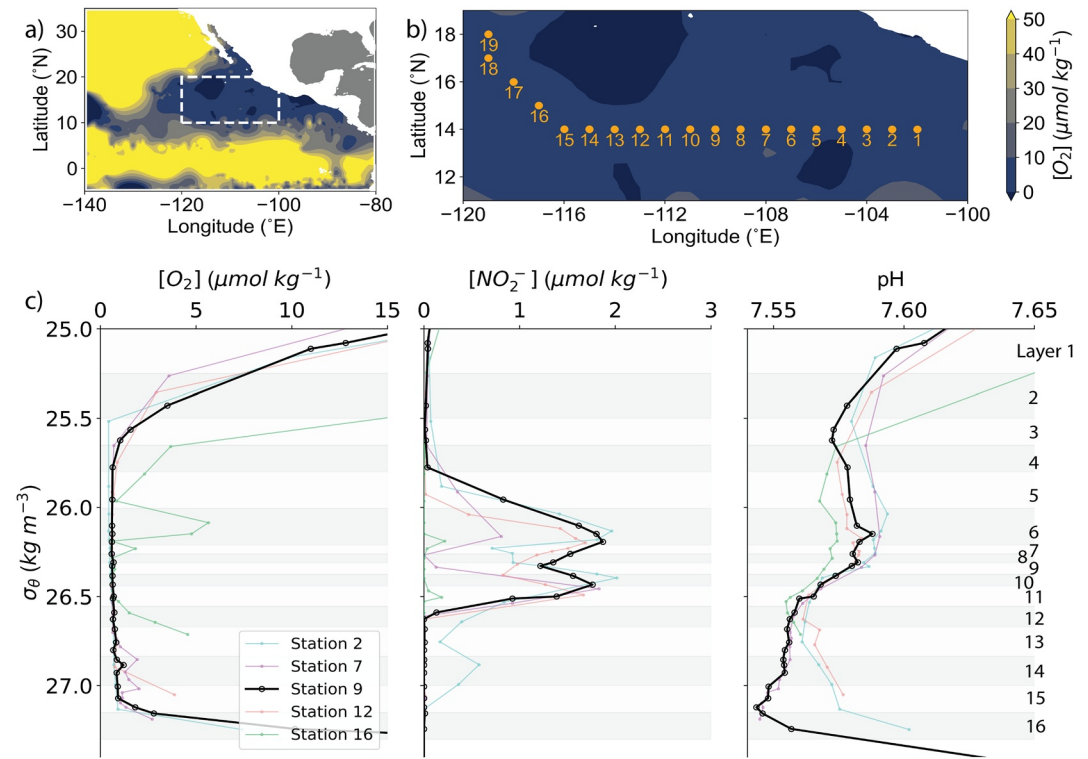 a)
Latitude (˚N)
30
20
10
0
−140
−120
−100
−80
Longitude (˚E)
b)
Latitude (˚N)
18
16
14
12
19
18
17
16
15 14 13 12 11 10 9 8 7 6 5 4 3 2 1
−120 −116 −112 −108 −104 −100
Longitude (˚E)
50
40
30
20
10
0
[O₂] (μmol kg⁻¹)
c)
[O₂] (μmol kg⁻¹)
0 5 10 15
[NO₂⁻] (μmol kg⁻¹)
0 1 2 3
pH
7.55 7.60 7.65
σ_θ (kg m⁻³)
25.0
25.5
26.0
26.5
27.0
Station 2
Station 7
Station 9
Station 12
Station 16
Layer 1
2
3
4
5
6
7
8
9
10
11
12
13
14
15
16